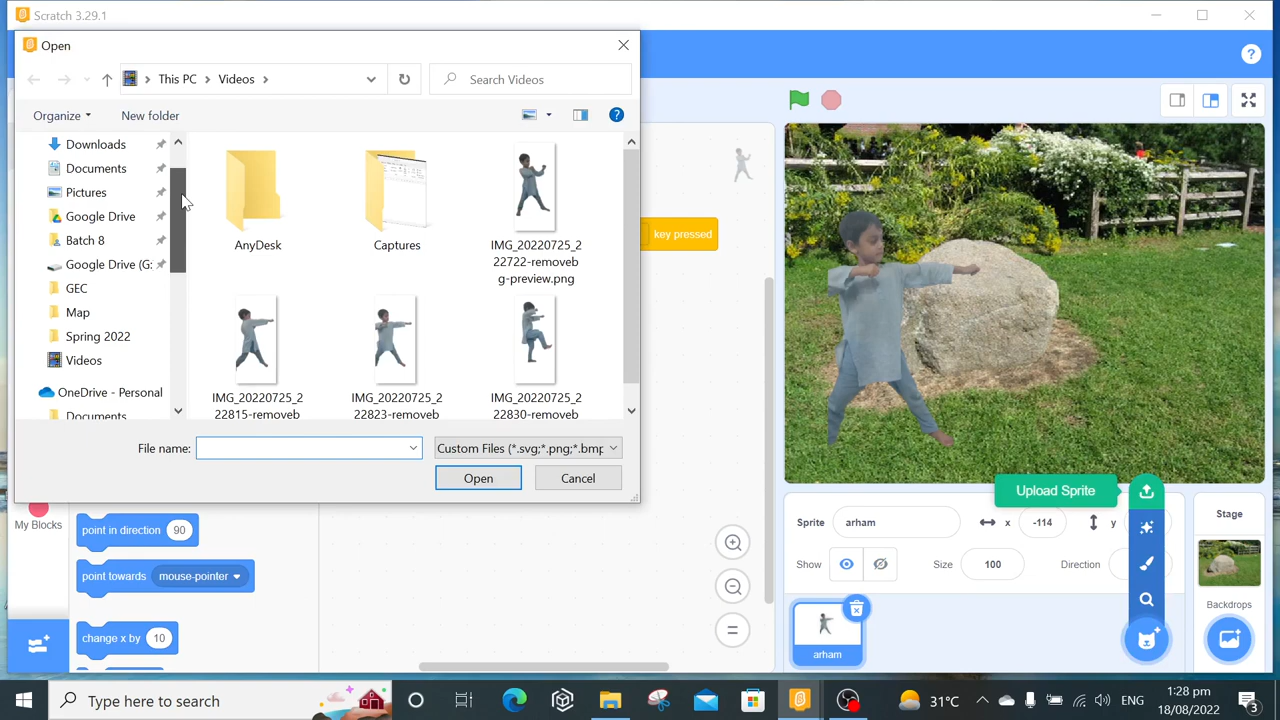 Scratch 3.29.1
Open
This PC
Videos
Search Videos
Organize
New folder
Downloads
Documents
Pictures
Google Drive
Batch 8
Google Drive (G:
GEC
Map
Spring 2022
Videos
OneDrive - Personal
Documents
AnyDesk
Captures
IMG_20220725_2
22722-removeb
g-preview.png
IMG_20220725_2
22815-removeb
IMG_20220725_2
22823-removeb
IMG_20220725_2
22830-removeb
File name:
Custom Files (*.svg;*.png;*.bmp
Open
Cancel
key pressed
My Blocks
point in direction 90
point towards mouse-pointer
change x by 10
Upload Sprite
Sprite
arham
x
-114
y
Show
Size
100
Direction
arham
Stage
Backdrops
Type here to search
31°C
ENG
1:28 pm
18/08/2022
3